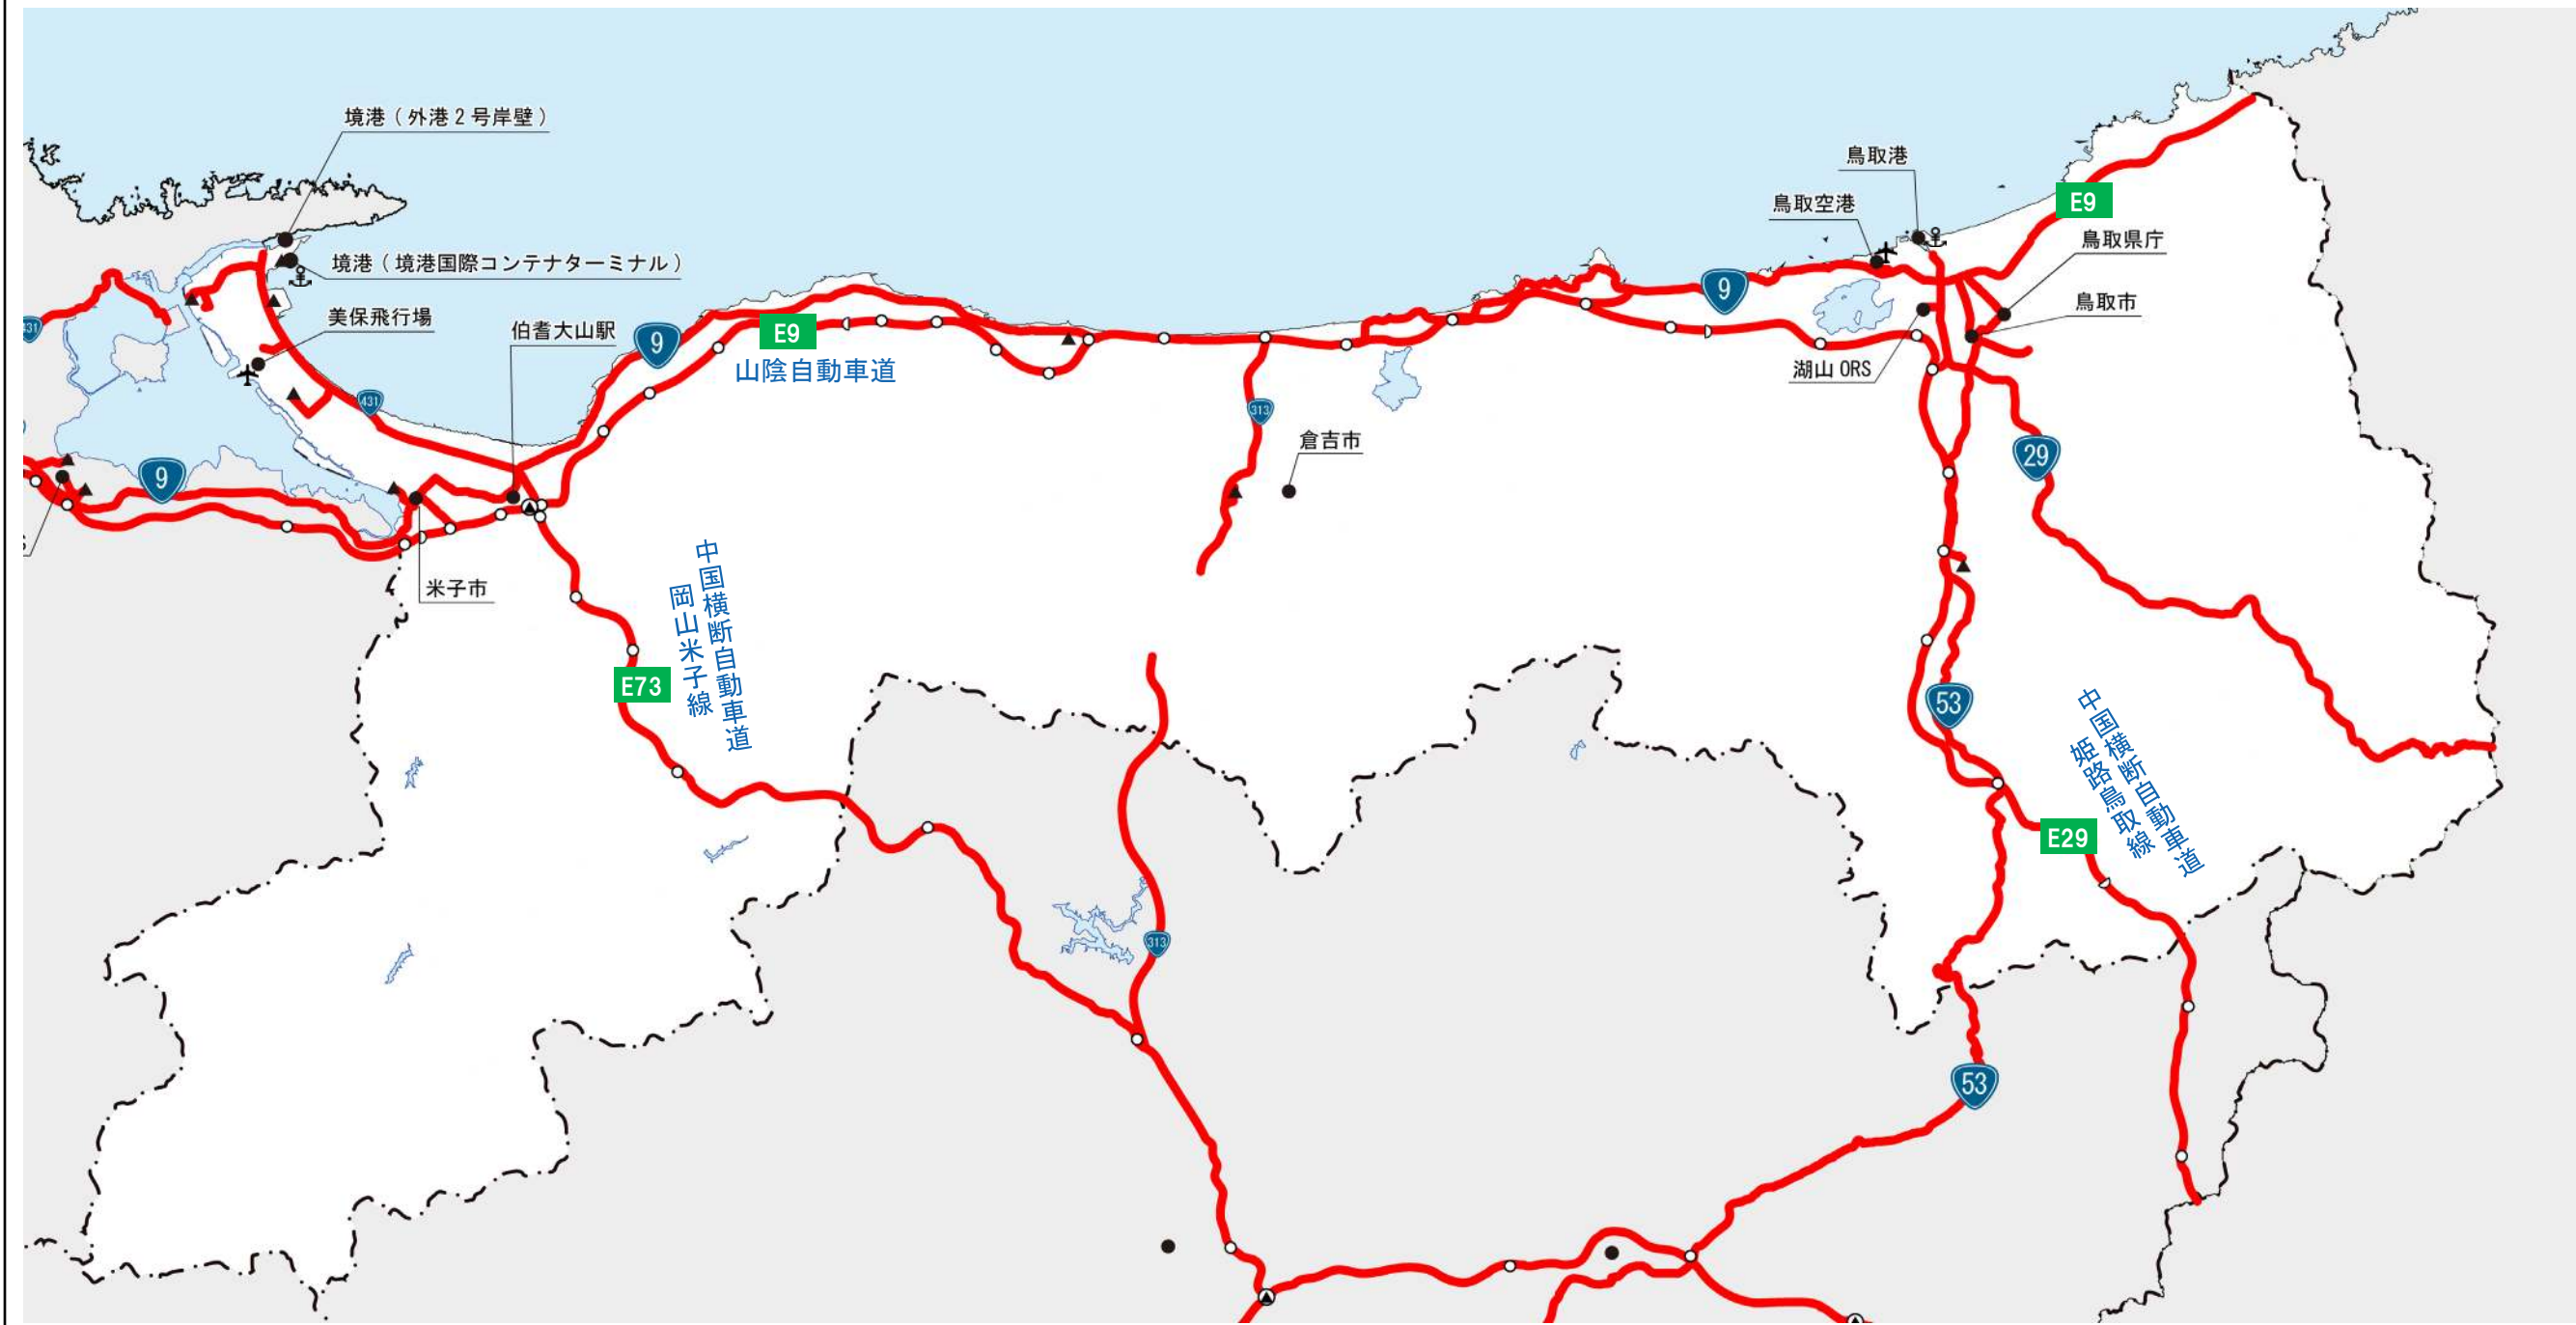 境港（外港２号岸壁）
鳥取港
鳥取空港
E9
鳥取県庁
境港（境港国際コンテナターミナル）
美保飛行場
伯耆大山駅
9
鳥取市
431
9
E9
山陰自動車道
湖山 ORS
431
313
倉吉市
29
9
米子市
中国横断自動車道
岡山米子線
E73
53
中国横断自動車道
姫路鳥取線
E29
313
53